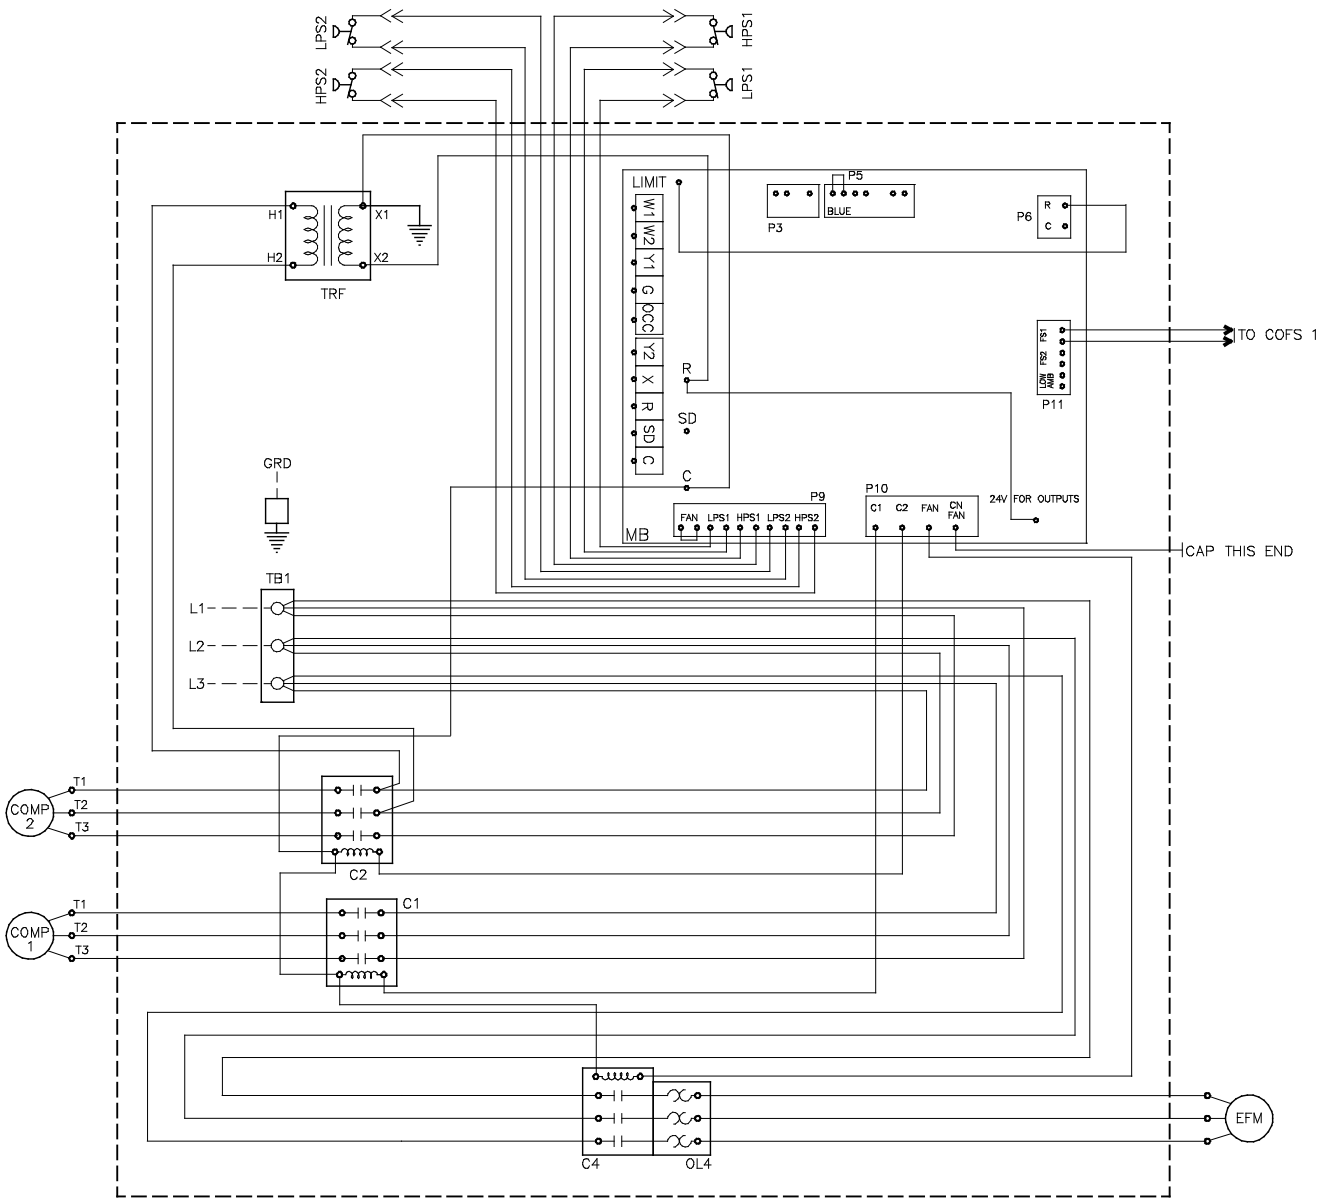 LPS2
HPS1
HPS2
LPS1
LIMIT
P5
BLUE
P3
P6
R
C
W1
W2
Y1
G
OCC
Y2
X
R
SD
C
H1
X1
H2
X2
TRF
R
SD
C
FS1
FS2
LOW
AMB
P11
TO COFS 1
GRD
P9
FAN LPS1 HPS1 LPS2 HPS2
MB
P10
C1 C2 FAN CN
FAN
24V FOR OUTPUTS
CAP THIS END
TB1
L1
L2
L3
T1
COMP
2
T2
T3
C2
T1
C1
COMP
1
T2
T3
EFM
C4
OL4